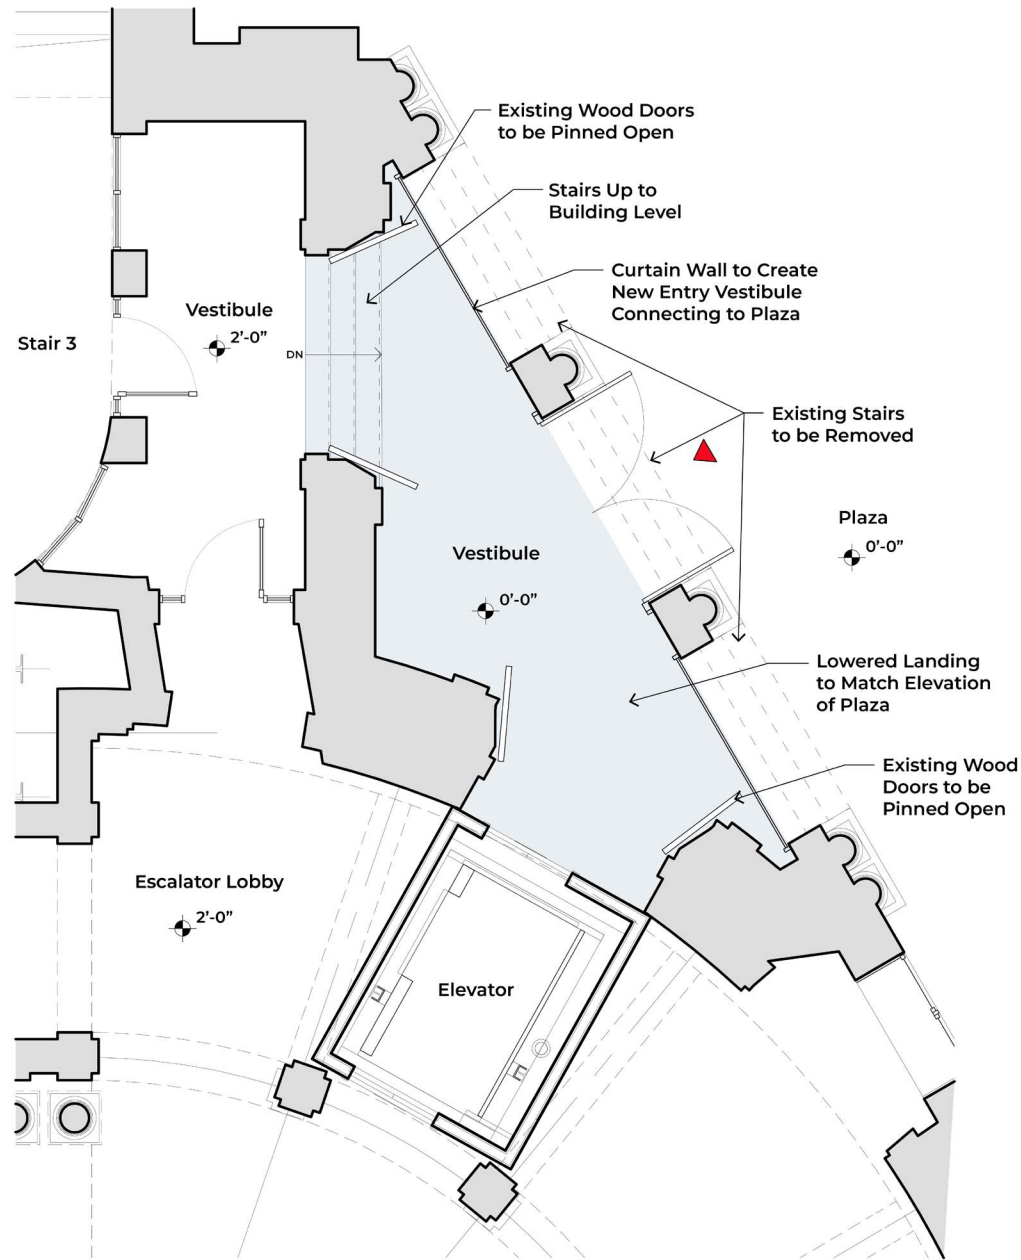 Existing Wood Doors
to be Pinned Open
Stairs Up to
Building Level
Curtain Wall to Create
New Entry Vestibule
Connecting to Plaza
Vestibule
2’-0”
Stair 3
DN
Existing Stairs
to be Removed
Plaza
0’-0”
Vestibule
0’-0”
Lowered Landing
to Match Elevation
of Plaza
Existing Wood
Doors to be
Pinned Open
Escalator Lobby
2’-0”
Elevator